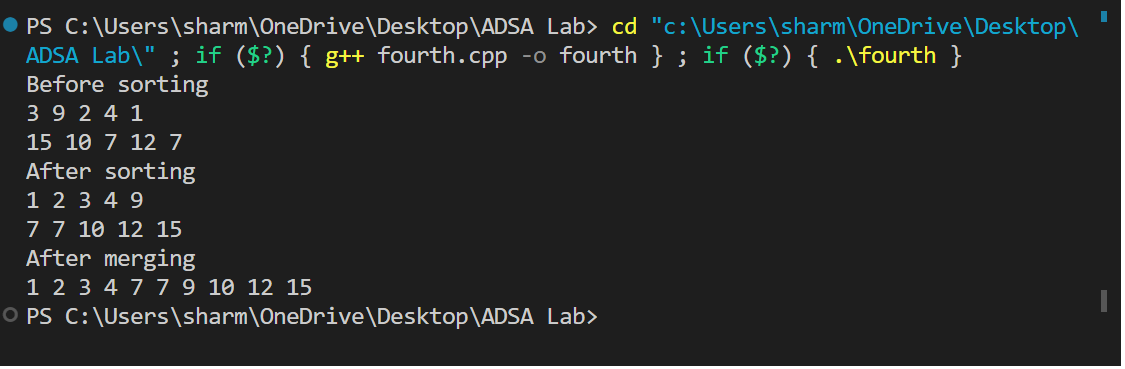 PS C:\Users\sharm\OneDrive\Desktop\ADSA Lab> cd "c:\Users\sharm\OneDrive\Desktop\
ADSA Lab\" ; if ($?) { g++ fourth.cpp -o fourth } ; if ($?) { .\fourth }
Before sorting
3 9 2 4 1
15 10 7 12 7
After sorting
1 2 3 4 9
7 7 10 12 15
After merging
1 2 3 4 7 7 9 10 12 15
PS C:\Users\sharm\OneDrive\Desktop\ADSA Lab>